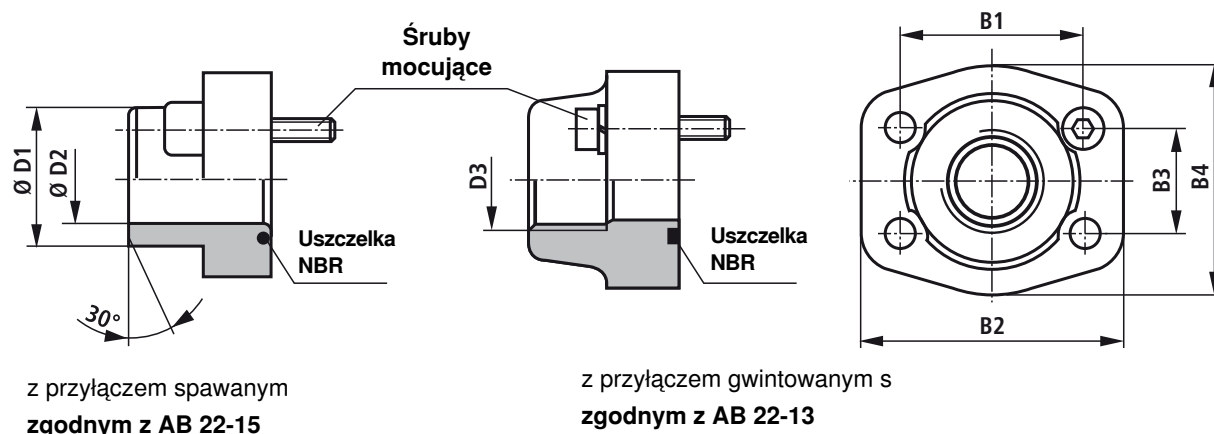 Śruby
mocujące
Ø D1
Ø D2
30°
Uszczelka
NBR
D3
Uszczelka
NBR
B1
B3
B4
B2
z przyłączem spawanym
zgodnym z AB 22-15
z przyłączem gwintowanym s
zgodnym z AB 22-13